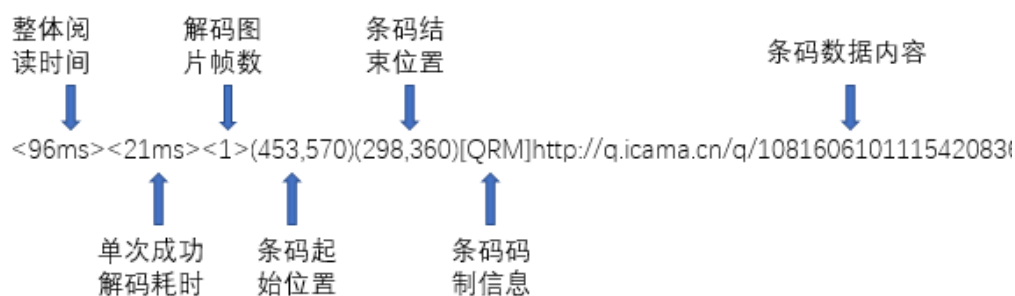 整体阅
读时间
解码图
片帧数
条码结
束位置
条码数据内容
<96ms><21ms><1>(453,570)(298,360)[QRM]http://q.icama.cn/q/1081606101115420836
单次成功
解码耗时
条码起
始位置
条码码
制信息